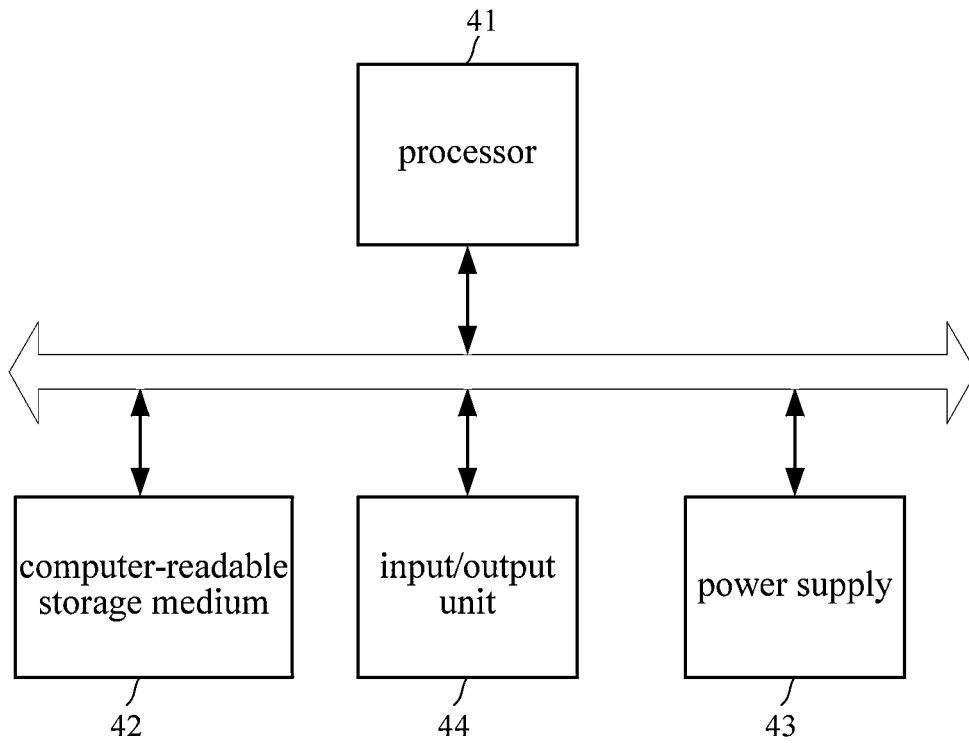 41
processor
computer-readable
storage medium
input/output
unit
power supply
42
44
43